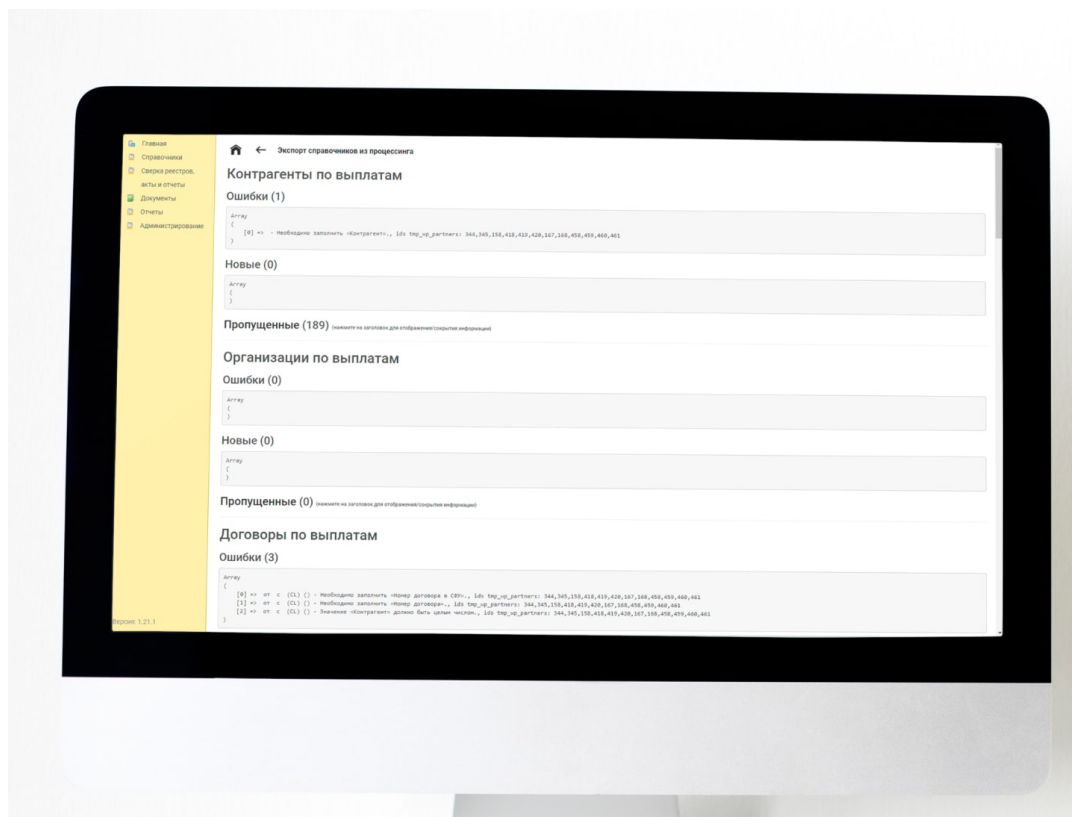 Главная
Справочники
Сверка реестров,
акты и отчеты
Документы
Отчеты
Администрирование
Версия: 1.21.1
Экспорт справочников из процессинга
Контрагенты по выплатам
Ошибки (1)
Array
(
[0] => - Необходимо заполнить «Контрагент»., ids tmp_wp_partners: 344,345,158,418,419,420,167,168,458,459,460,461
)
Новые (0)
Array
(
)
Пропущенные (189) (нажмите на заголовок для отображения/сокрытия информации)
Организации по выплатам
Ошибки (0)
Array
(
)
Новые (0)
Array
(
)
Пропущенные (0) (нажмите на заголовок для отображения/сокрытия информации)
Договоры по выплатам
Ошибки (3)
Array
(
[0] => от с (CL) () - Необходимо заполнить «Номер договора в СФУ»., ids tmp_wp_partners: 344,345,158,418,419,420,167,168,458,459,460,461
[1] => от с (CL) () - Необходимо заполнить «Номер договора»., ids tmp_wp_partners: 344,345,158,418,419,420,167,168,458,459,460,461
[2] => от с (CL) () - Значение «Контрагент» должно быть целым числом., ids tmp_wp_partners: 344,345,158,418,419,420,167,168,458,459,460,461
)